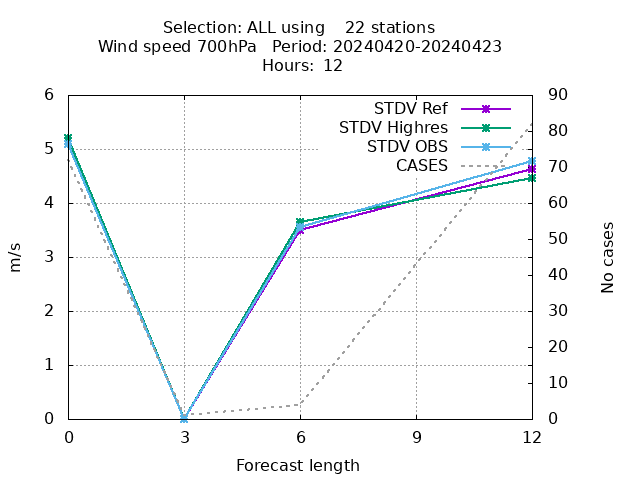 Selection: ALL using    22 stations
Wind speed 700hPa   Period: 20240420-20240423
Hours: 12
STDV Ref
STDV Highres
STDV OBS
CASES
6
5
4
3
2
1
0
m/s
90
80
70
60
50
40
30
20
10
0
No cases
0 3 6 9 12
Forecast length